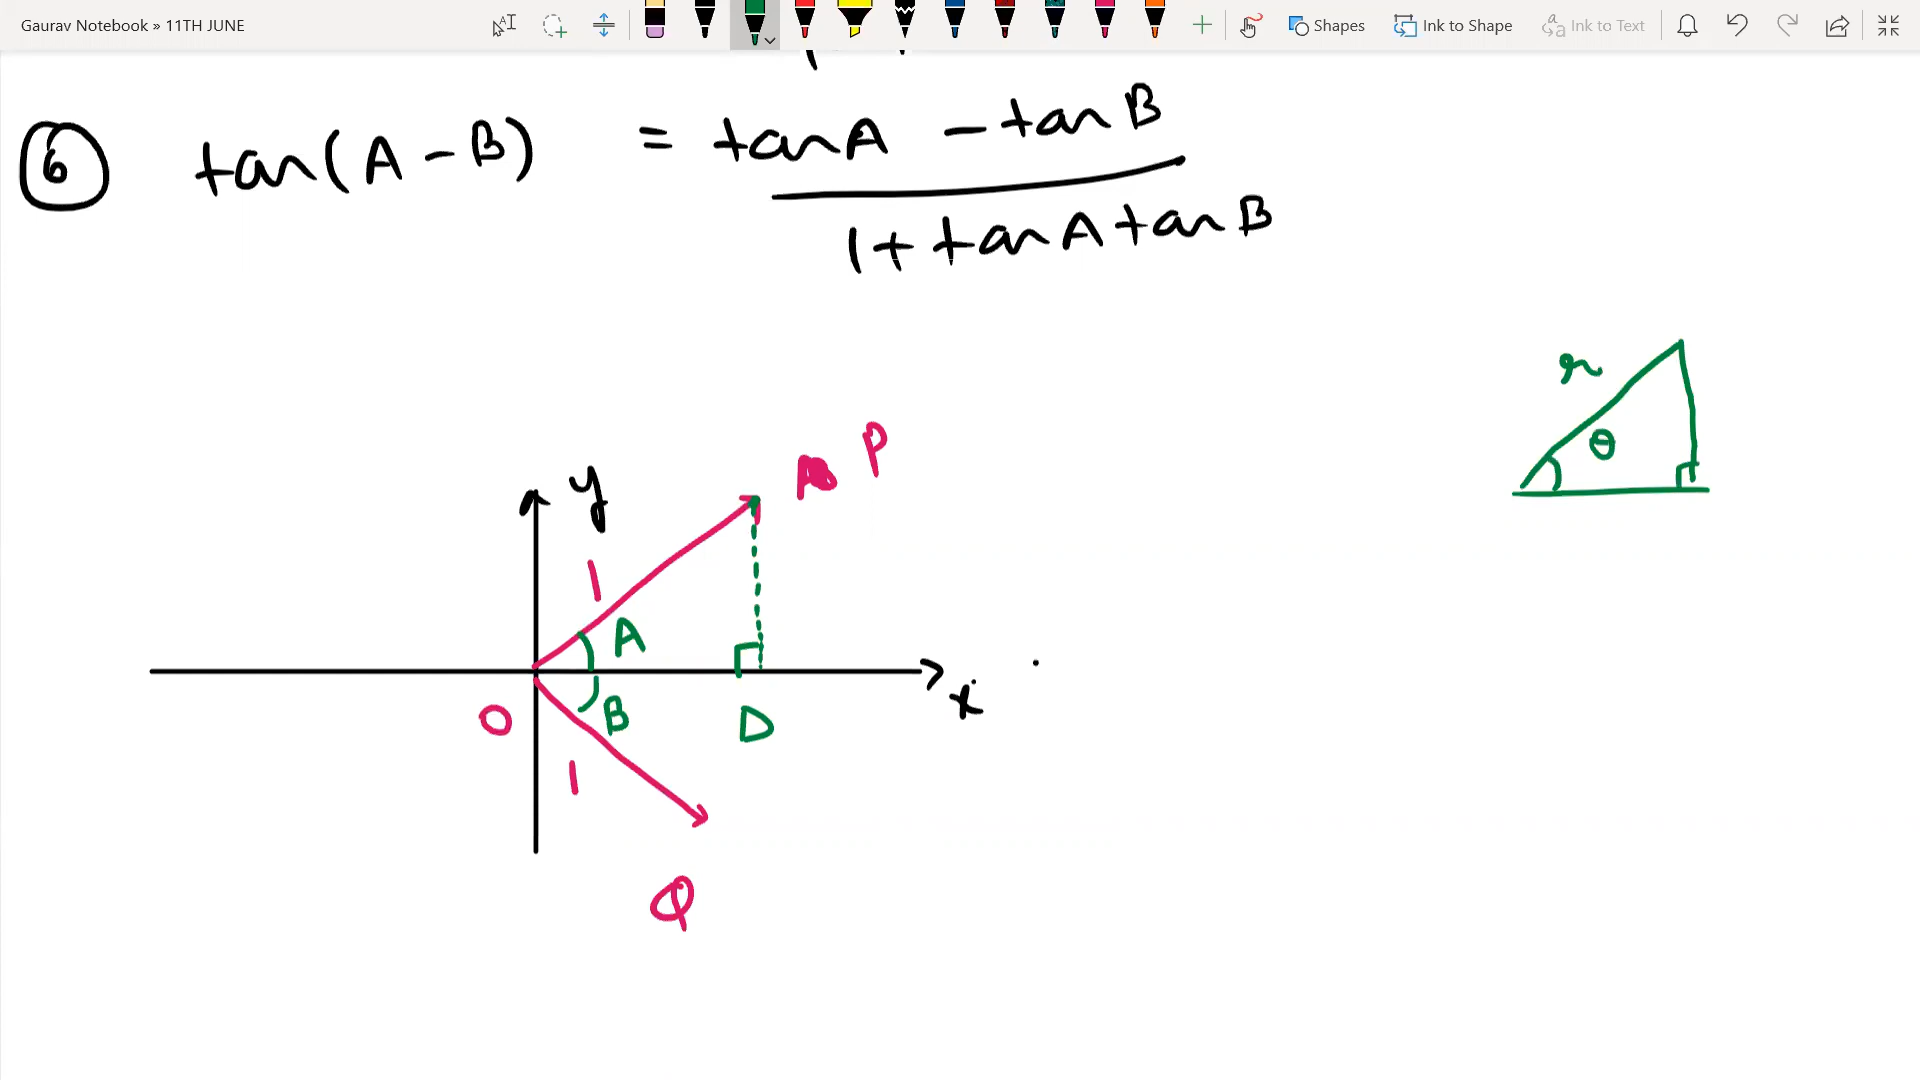 Gaurav Notebook » 11TH JUNE
Shapes
Ink to Shape
Ink to Text
6 tan(A - B) = tanA - tanB
1 + tanA tanB
r
θ
P
y
1
A
x
O
B
D
1
Q